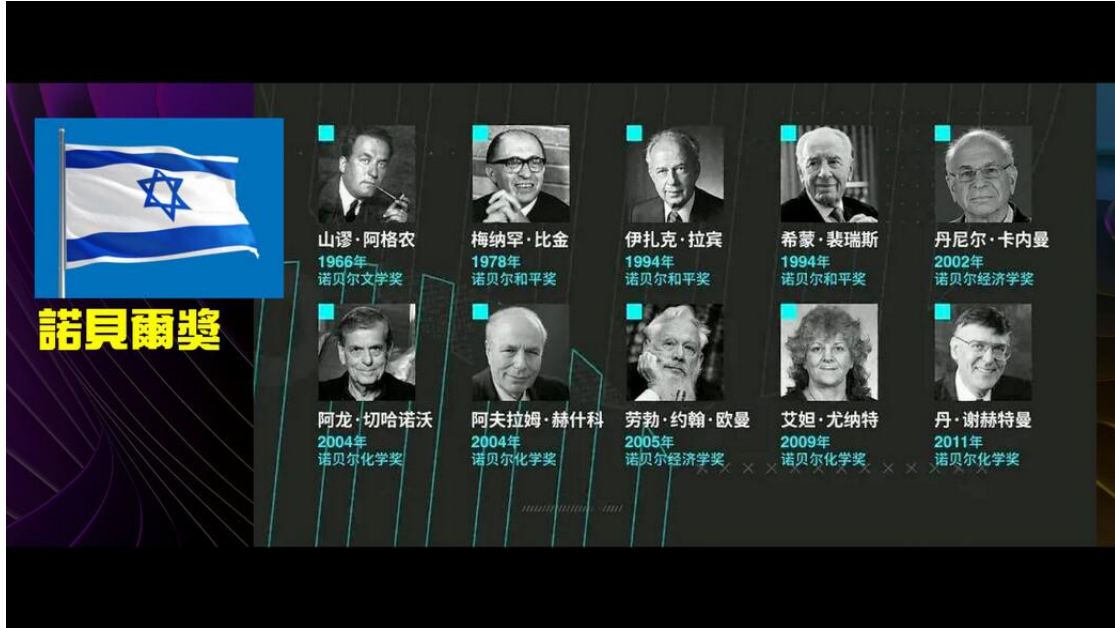 諾貝爾獎
山谬·阿格农
1966年
诺贝尔文学奖
梅纳罕·比金
1978年
诺贝尔和平奖
伊扎克·拉宾
1994年
诺贝尔和平奖
希蒙·裴瑞斯
1994年
诺贝尔和平奖
丹尼尔·卡内曼
2002年
诺贝尔经济学奖
阿龙·切哈诺沃
2004年
诺贝尔化学奖
阿夫拉姆·赫什科
2004年
诺贝尔化学奖
劳勃·约翰·欧曼
2005年
诺贝尔经济学奖
艾妲·尤纳特
2009年
诺贝尔化学奖
丹·谢赫特曼
2011年
诺贝尔化学奖